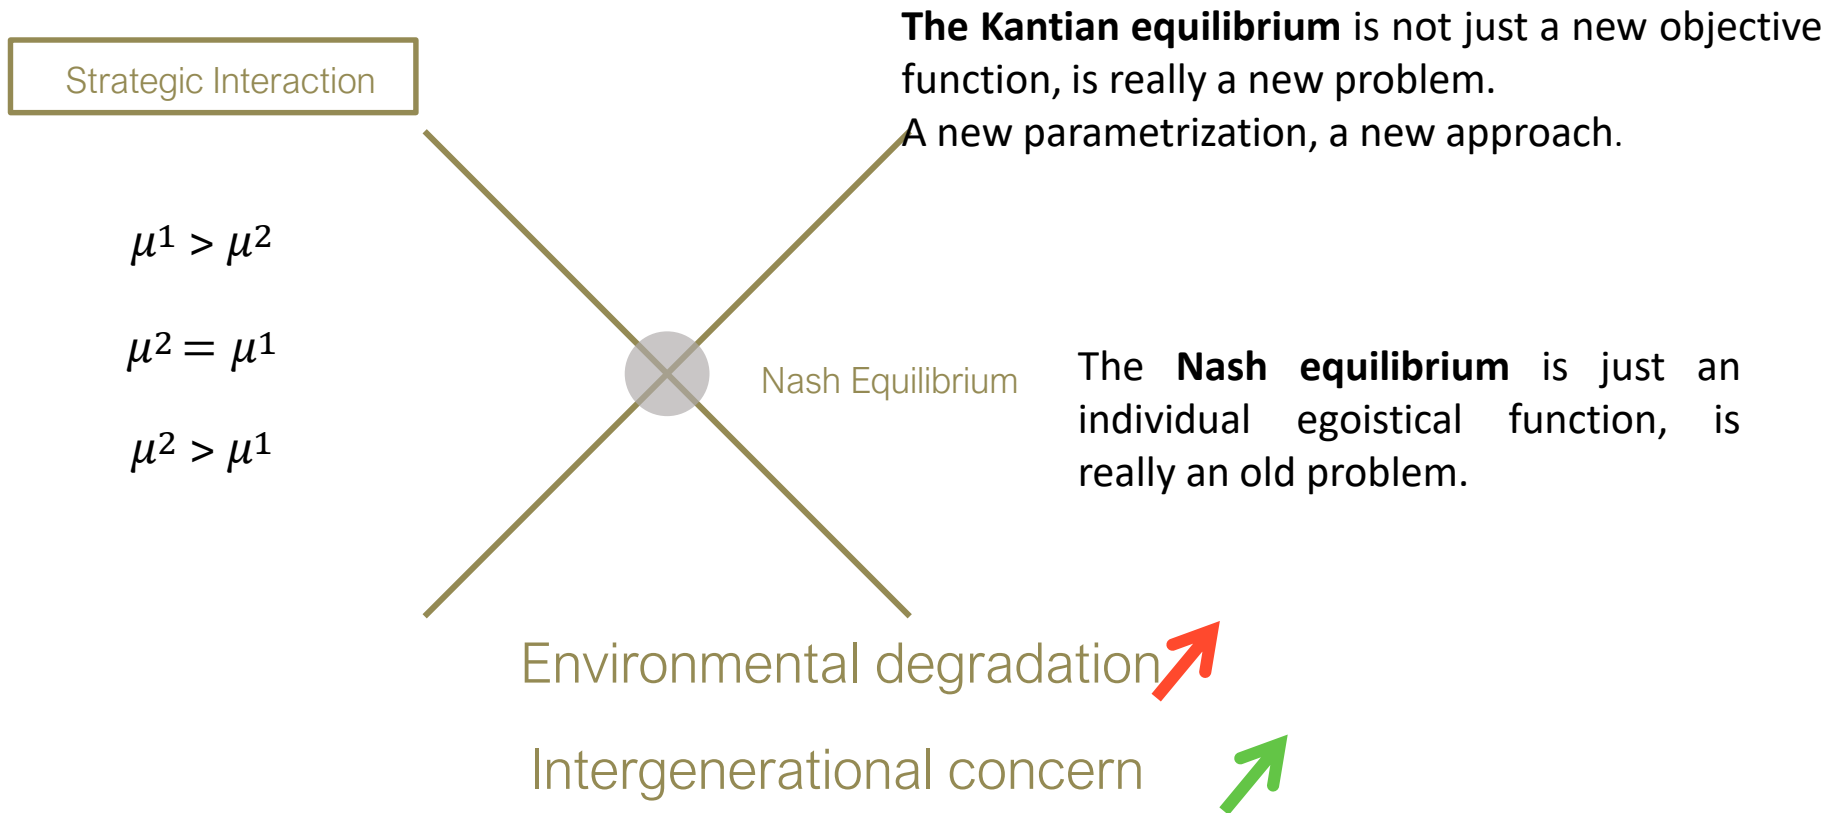 The Kantian equilibrium is not just a new objective
function, is really a new problem.
A new parametrization, a new approach.
Strategic Interaction
μ¹ > μ²
μ² = μ¹
μ² > μ¹
Nash Equilibrium
The Nash equilibrium is just an
individual egoistical function, is
really an old problem.
Environmental degradation
Intergenerational concern